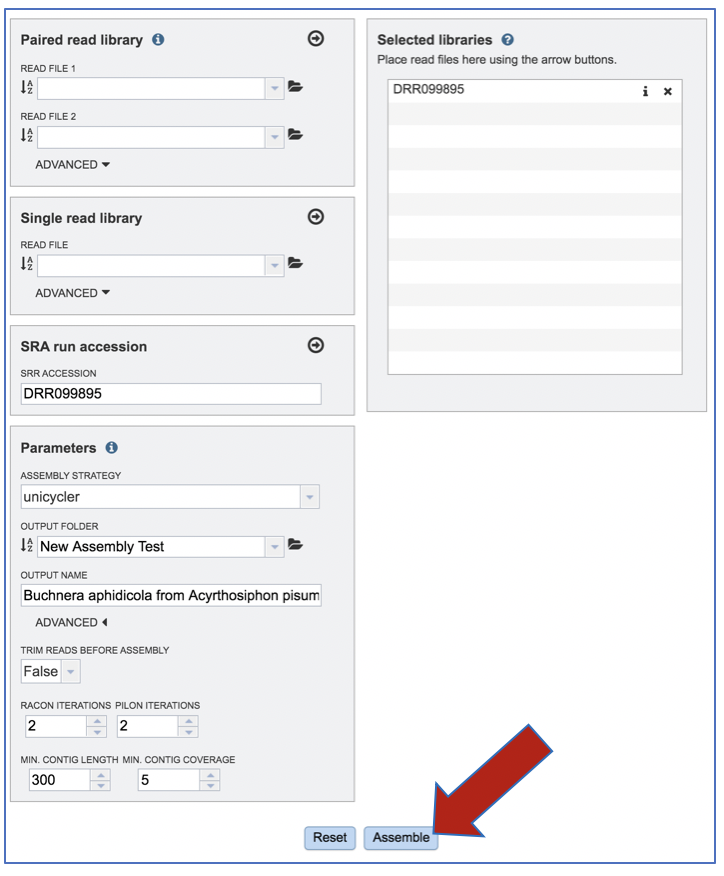 Paired read library
READ FILE 1
READ FILE 2
ADVANCED
Single read library
READ FILE
ADVANCED
SRA run accession
SRR ACCESSION
DRR099895
Parameters
ASSEMBLY STRATEGY
unicycler
OUTPUT FOLDER
New Assembly Test
OUTPUT NAME
Buchnera aphidicola from Acyrthosiphon pisum
ADVANCED
TRIM READS BEFORE ASSEMBLY
False
RACON ITERATIONS PILON ITERATIONS
2 2
MIN. CONTIG LENGTH MIN. CONTIG COVERAGE
300 5
Selected libraries
Place read files here using the arrow buttons.
DRR099895
Reset Assemble